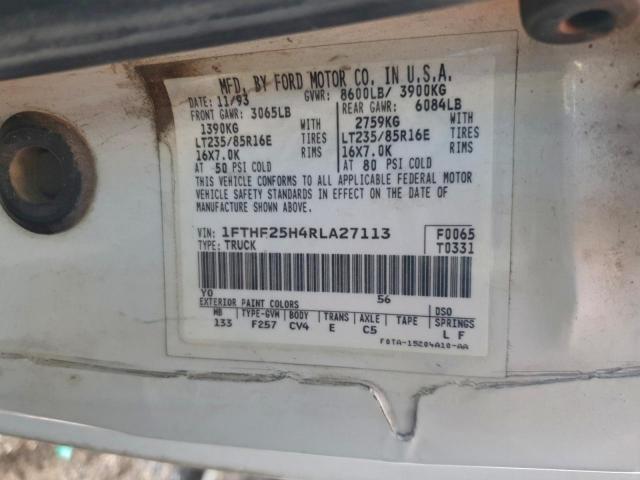 MFD. BY FORD MOTOR CO. IN U.S.A.
DATE: 11/93 GVWR: 8600LB/ 3900KG
FRONT GAWR: 3065LB REAR GAWR: 6084LB
1390KG WITH 2759KG WITH
LT235/85R16E TIRES LT235/85R16E TIRES
16X7.0K RIMS 16X7.0K RIMS
AT 50 PSI COLD AT 80 PSI COLD
THIS VEHICLE CONFORMS TO ALL APPLICABLE FEDERAL MOTOR
VEHICLE SAFETY STANDARDS IN EFFECT ON THE DATE OF
MANUFACTURE SHOWN ABOVE.
VIN: 1FTHF25H4RLA27113 F0065
TYPE: TRUCK T0331
YO 56
EXTERIOR PAINT COLORS DSO
WB TYPE-GVW BODY TRANS AXLE TAPE SPRINGS
133 F257 CV4 E C5 L F
F0TA-15204A10-AA